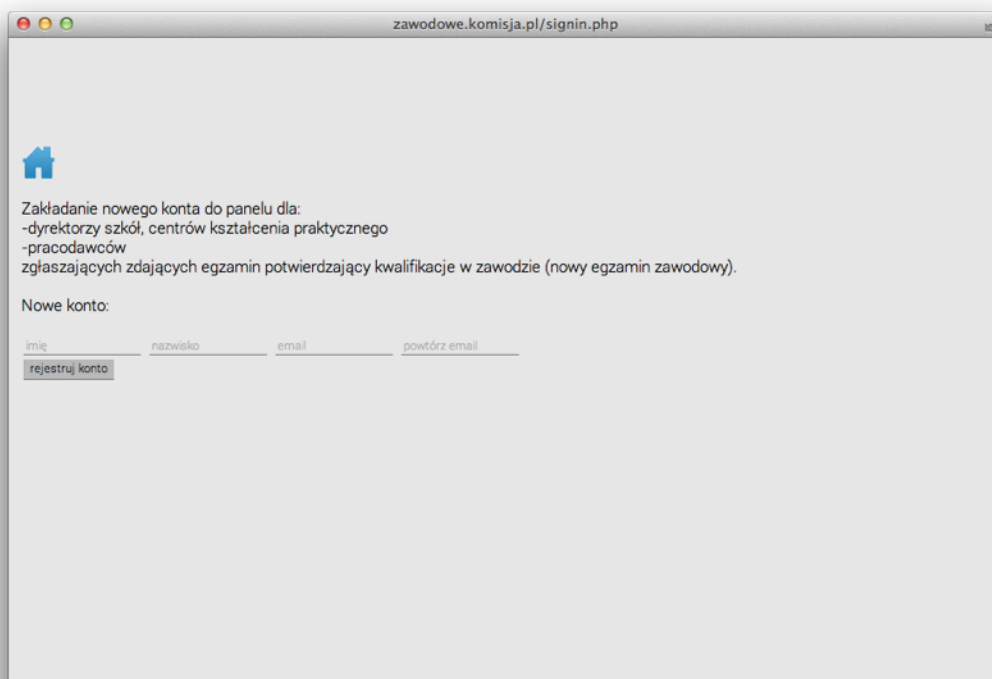 zawodowe.komisja.pl/signin.php
Zakładanie nowego konta do panelu dla:
-dyrektorzy szkół, centrów kształcenia praktycznego
-pracodawców
zgłaszających zdających egzamin potwierdzający kwalifikacje w zawodzie (nowy egzamin zawodowy).
Nowe konto:
imię nazwisko email powtórz email
rejestruj konto